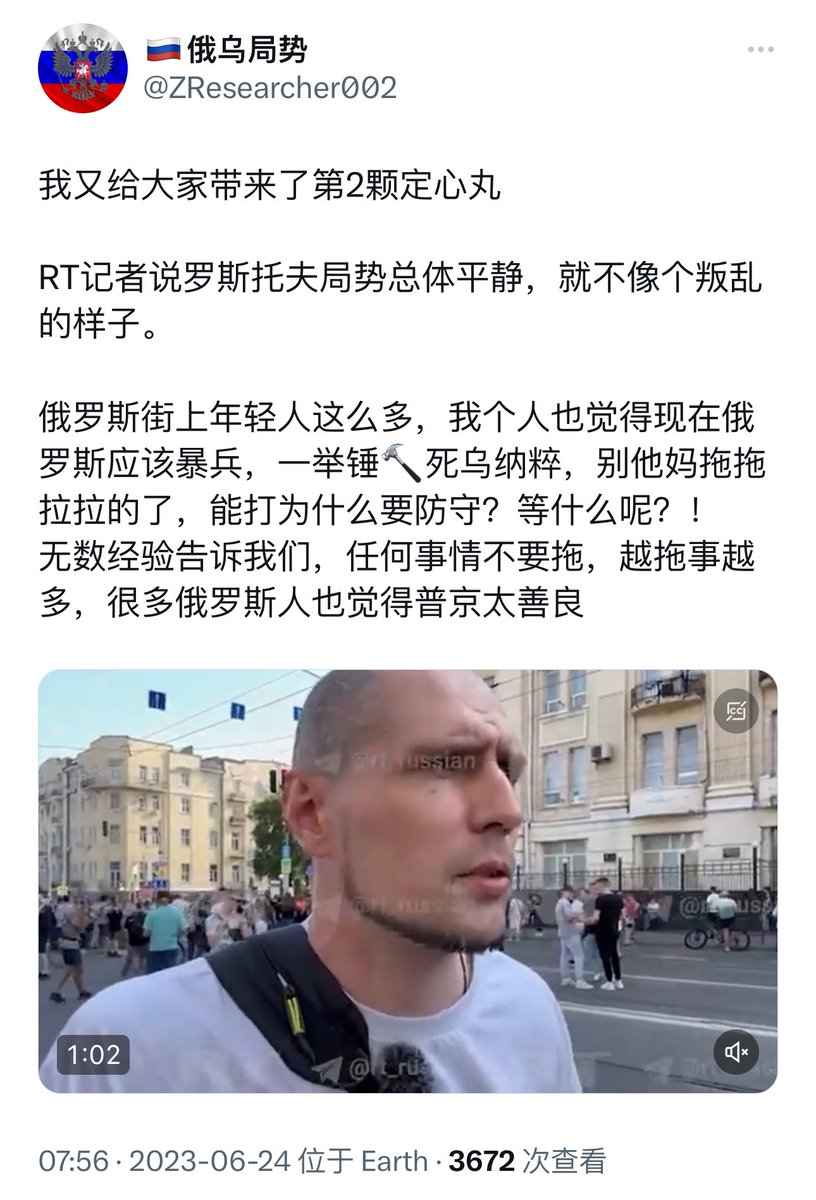 🇷🇺俄乌局势
@ZResearcher002
我又给大家带来了第2颗定心丸
RT记者说罗斯托夫局势总体平静，就不像个叛乱
的样子。
俄罗斯街上年轻人这么多，我个人也觉得现在俄
罗斯应该暴兵，一举锤🔨死乌纳粹，别他妈拖拖
拉拉的了，能打为什么要防守？等什么呢？！
无数经验告诉我们，任何事情不要拖，越拖事越
多，很多俄罗斯人也觉得普京太善良
@rt_russian
1:02
07:56 · 2023-06-24 位于 Earth · 3672 次查看